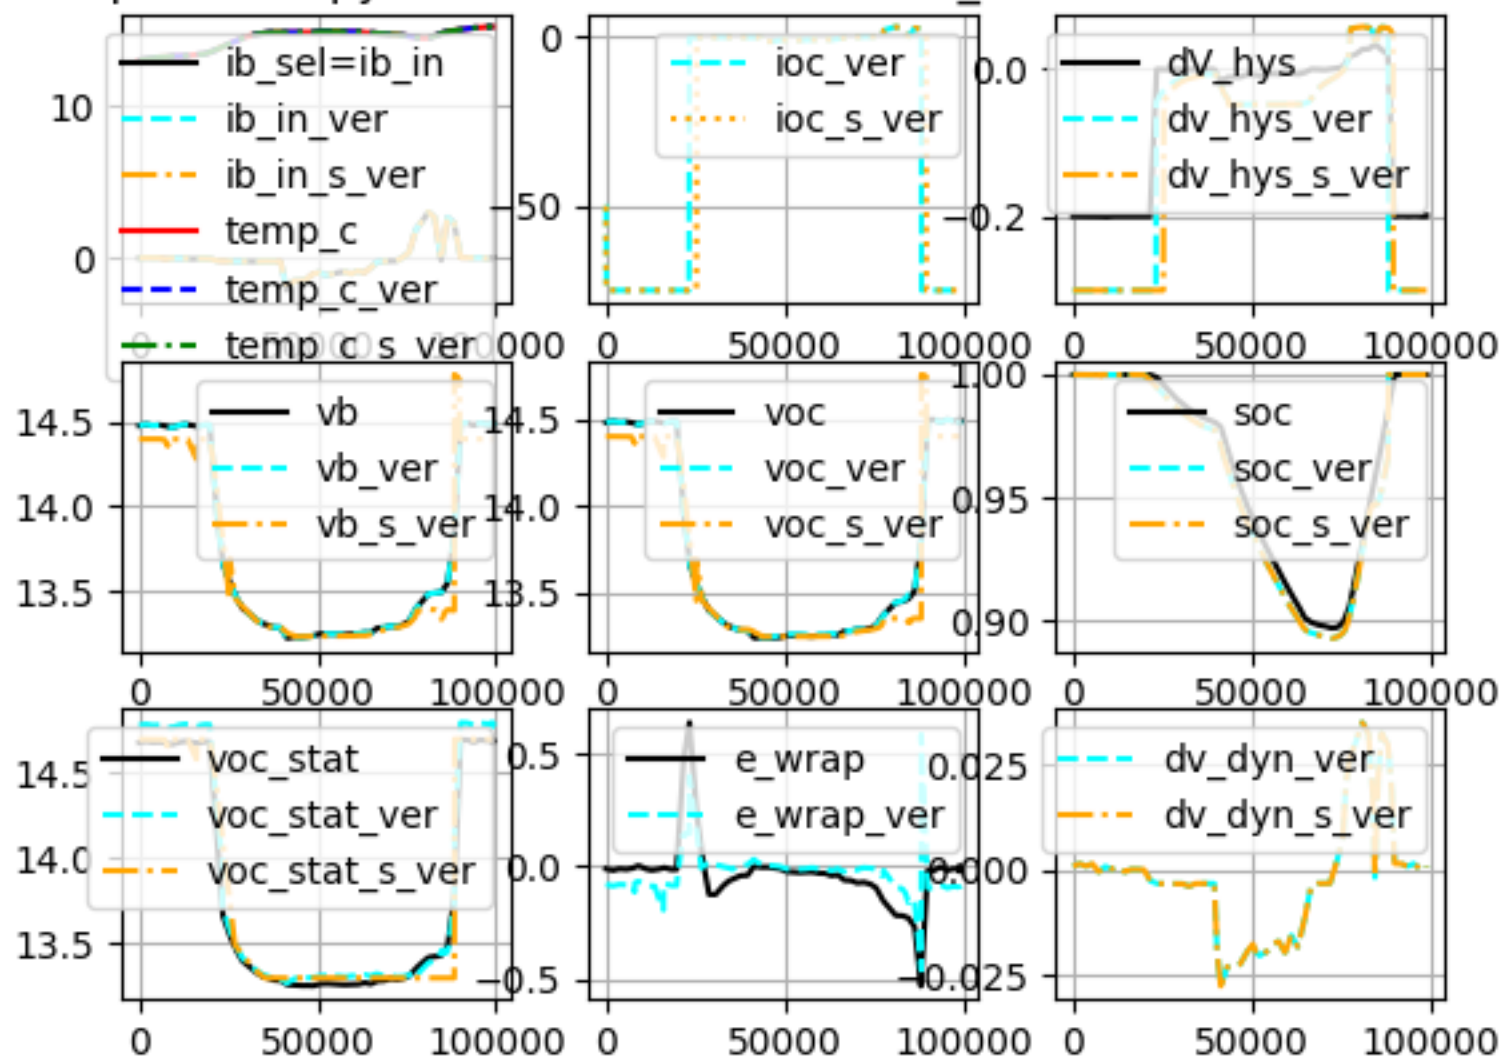 10
0
ib_sel=ib_in
ib_in_ver
ib_in_s_ver
temp_c
temp_c_ver
temp_c_s_ver
0 50000 100000
0
−50
ioc_ver
ioc_s_ver
0 50000 100000
0.0
−0.2
dV_hys
dv_hys_ver
dv_hys_s_ver
0 50000 100000
14.5
14.0
13.5
vb
vb_ver
vb_s_ver
0 50000 100000
14.5
14.0
13.5
voc
voc_ver
voc_s_ver
0 50000 100000
1.00
0.95
0.90
soc
soc_ver
soc_s_ver
0 50000 100000
14.5
14.0
13.5
voc_stat
voc_stat_ver
voc_stat_s_ver
0 50000 100000
0.5
0.0
−0.5
e_wrap
e_wrap_ver
0 50000 100000
0.025
0.000
−0.025
dv_dyn_ver
dv_dyn_s_ver
0 50000 100000